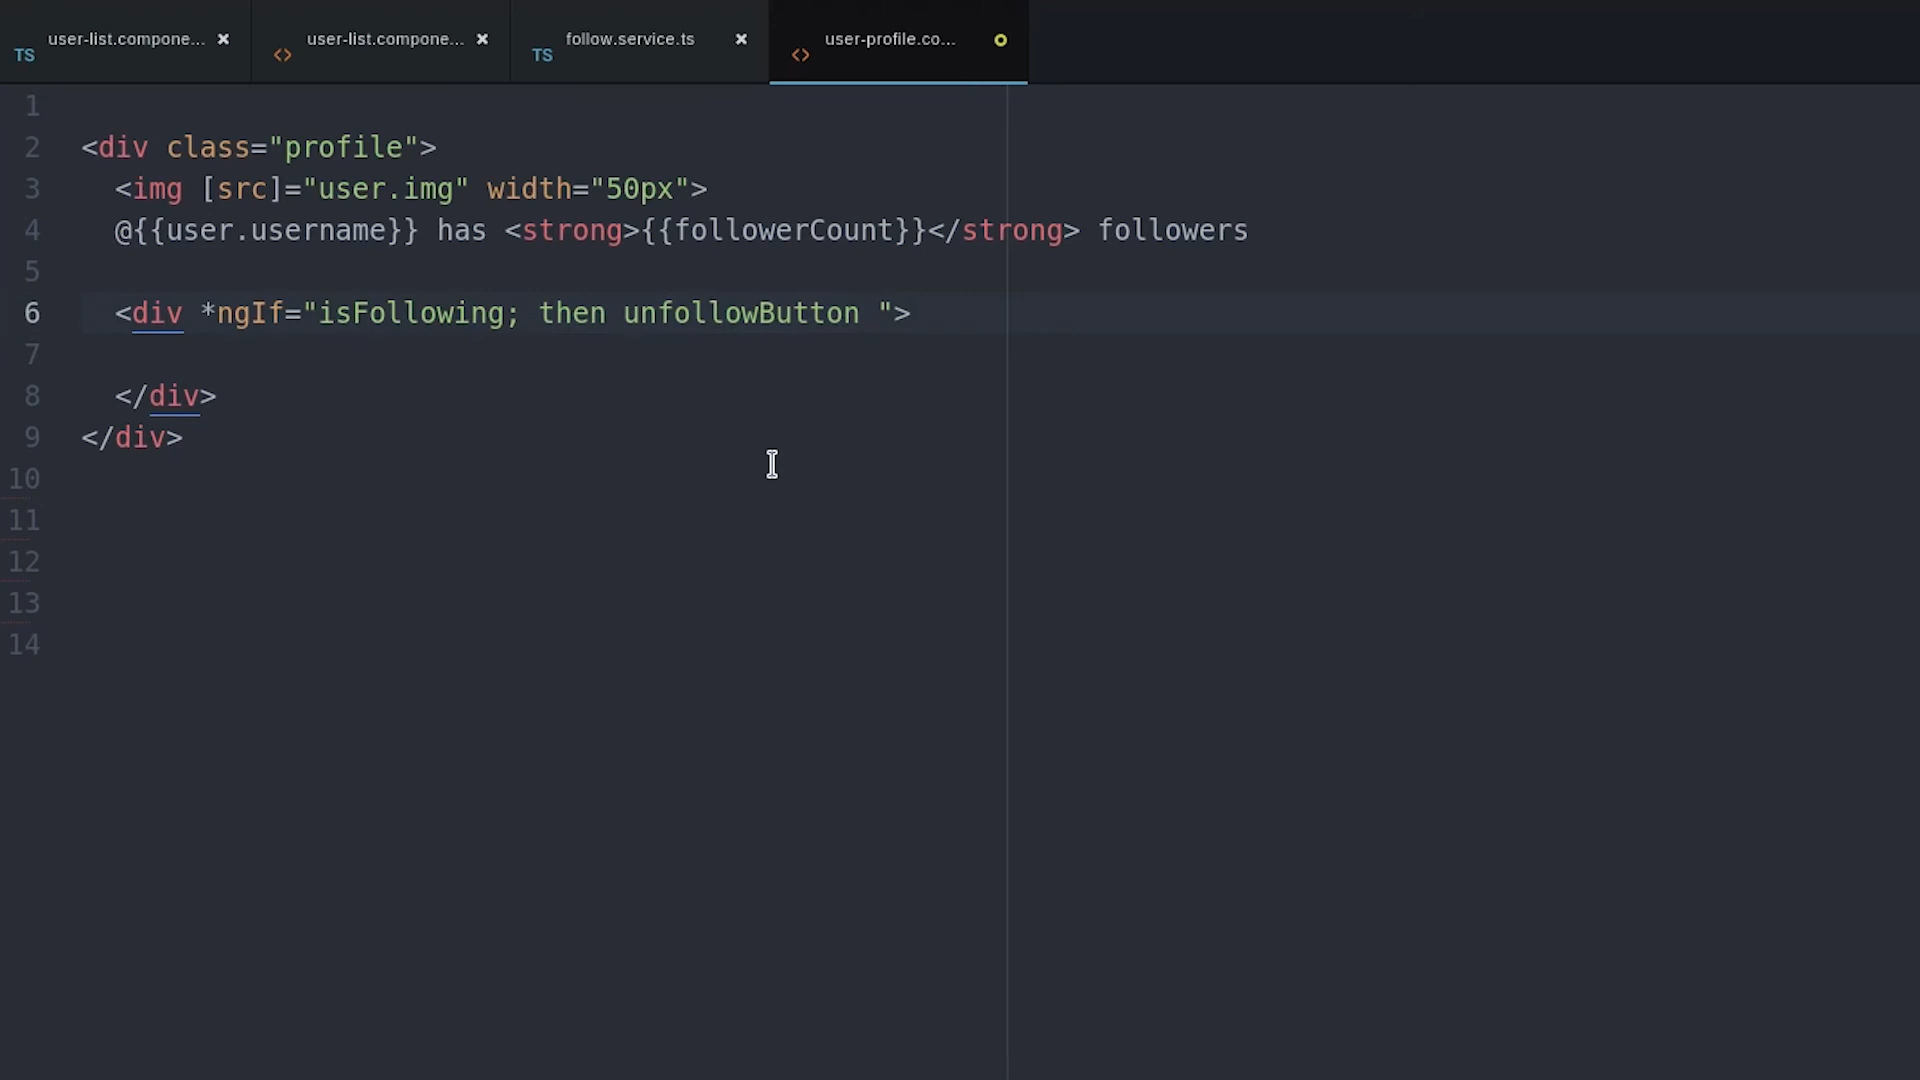 TS user-list.compone... ×
<> user-list.compone... ×
TS follow.service.ts ×
<> user-profile.co...
1
2 <div class="profile">
3   <img [src]="user.img" width="50px">
4   @{{user.username}} has <strong>{{followerCount}}</strong> followers
5
6   <div *ngIf="isFollowing; then unfollowButton ">
7
8   </div>
9 </div>
10
11
12
13
14